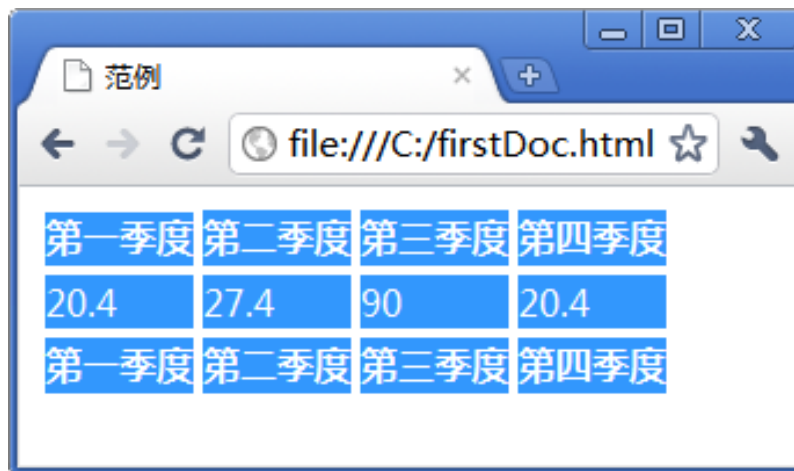 范例
file:///C:/firstDoc.html
第一季度 第二季度 第三季度 第四季度
20.4 27.4 90 20.4
第一季度 第二季度 第三季度 第四季度